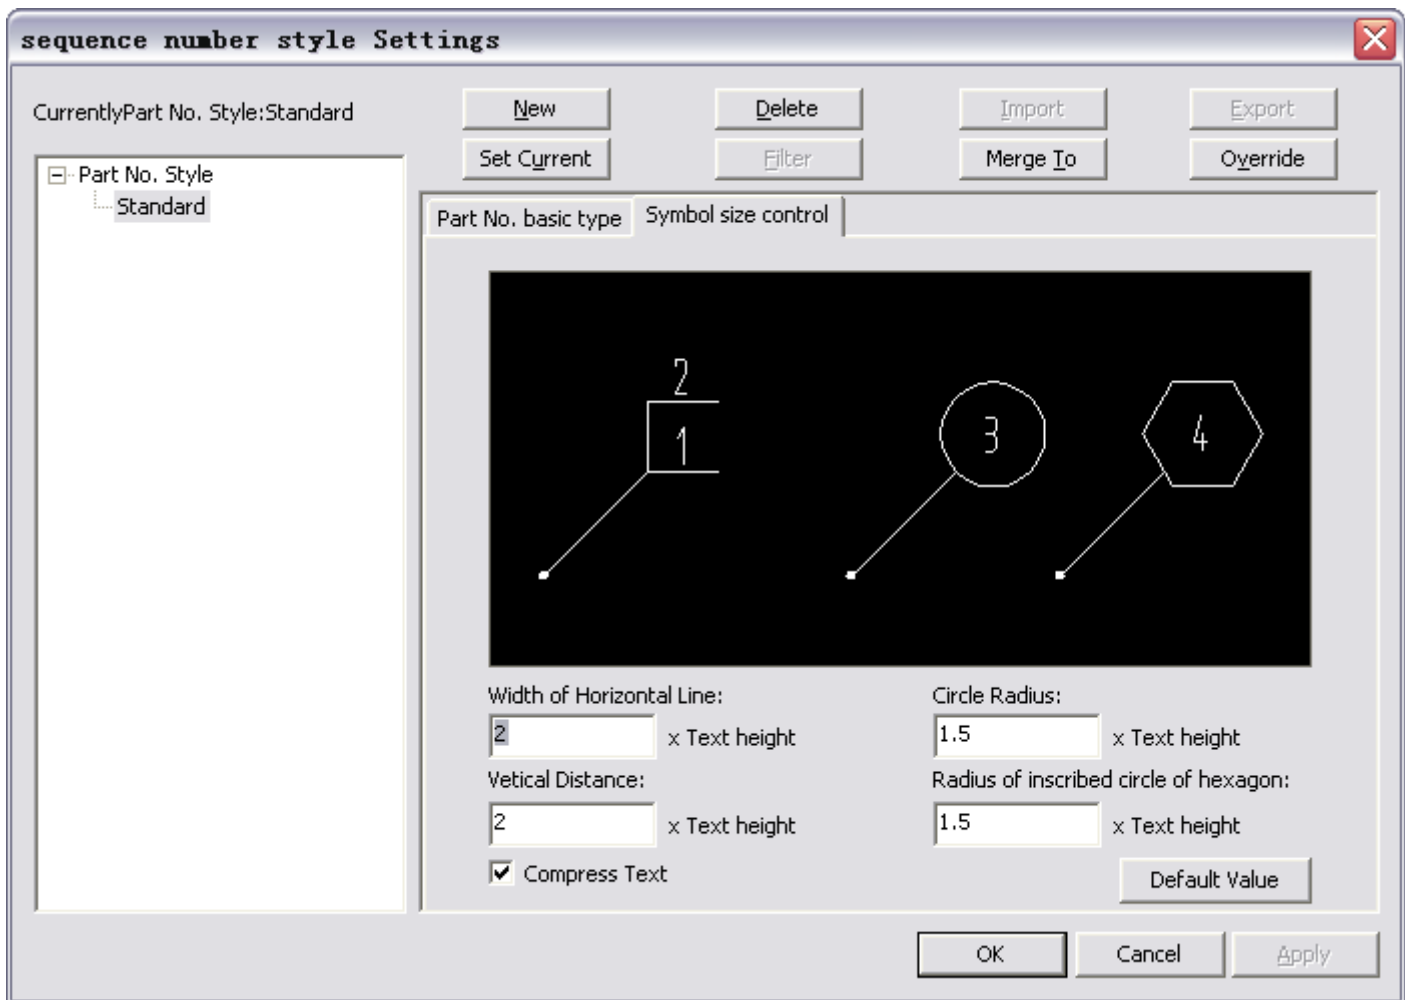 sequence number style Settings
CurrentlyPart No. Style:Standard
New
Delete
Import
Export
Set Current
Filter
Merge To
Override
Part No. Style
Standard
Part No. basic type
Symbol size control
2
1
3
4
Width of Horizontal Line:
Circle Radius:
2
x Text height
1.5
x Text height
Vetical Distance:
Radius of inscribed circle of hexagon:
2
x Text height
1.5
x Text height
Compress Text
Default Value
OK
Cancel
Apply